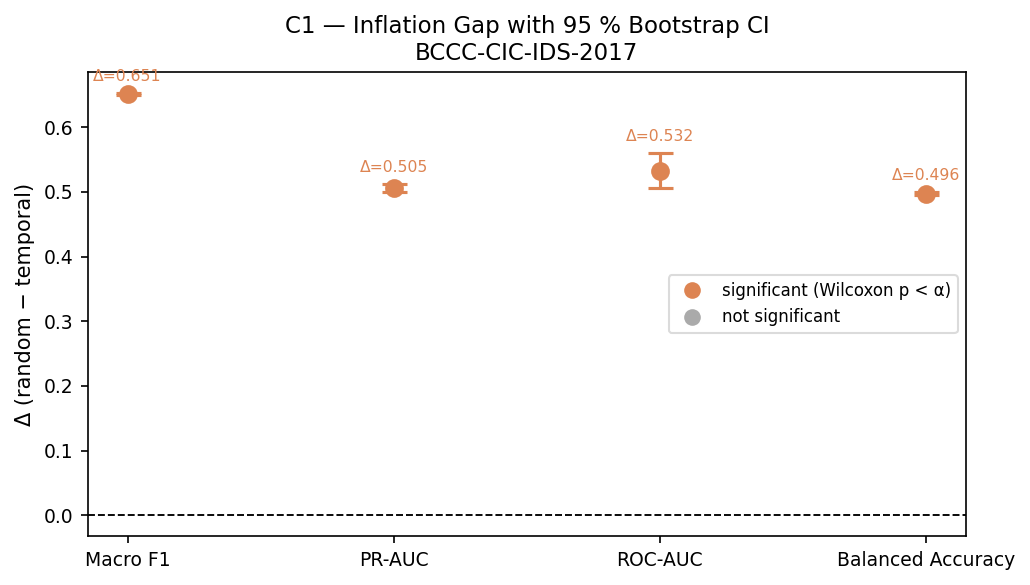 C1 — Inflation Gap with 95 % Bootstrap CI
BCCC-CIC-IDS-2017
Δ=0.651
Δ=0.505
Δ=0.532
Δ=0.496
Δ (random − temporal)
0.6
0.5
0.4
0.3
0.2
0.1
0.0
significant (Wilcoxon p < α)
not significant
Macro F1
PR-AUC
ROC-AUC
Balanced Accuracy